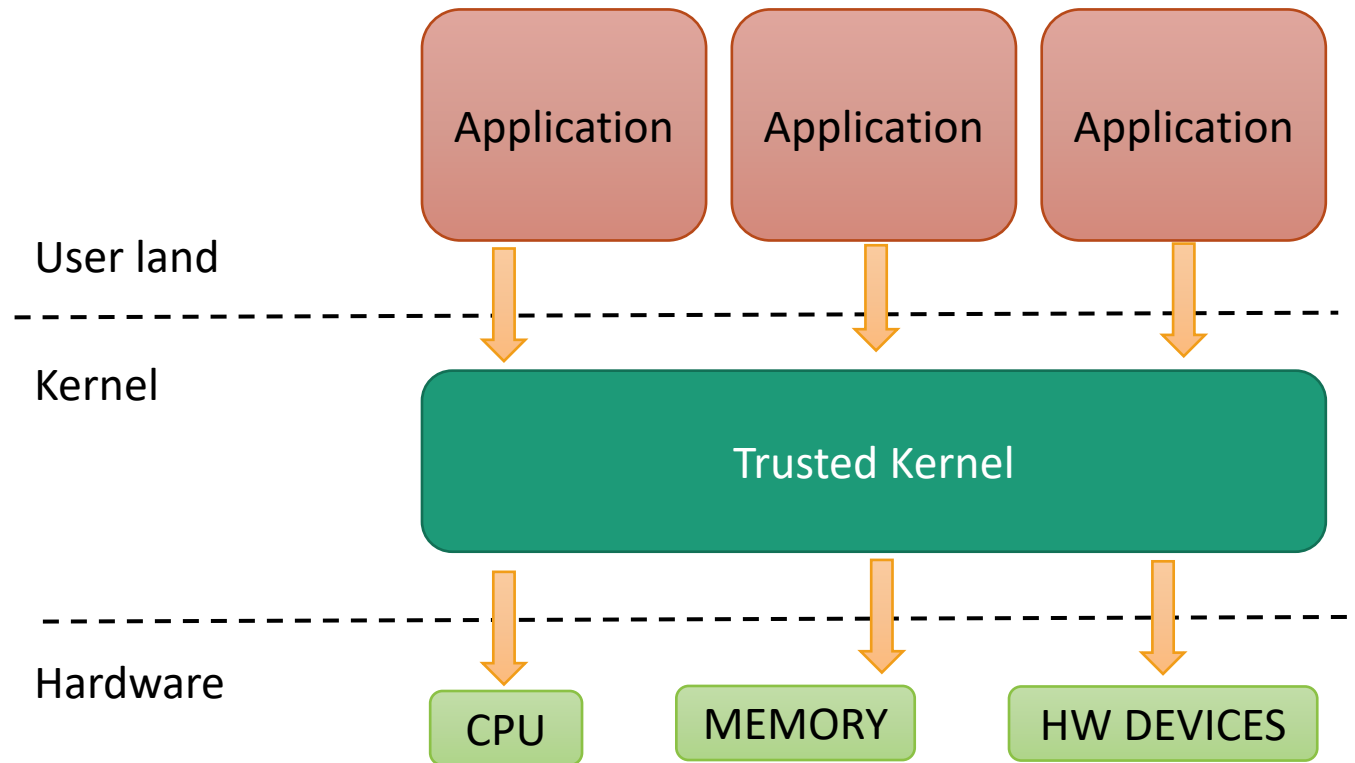 Application
Application
Application
User land
Kernel
Trusted Kernel
Hardware
CPU
MEMORY
HW DEVICES